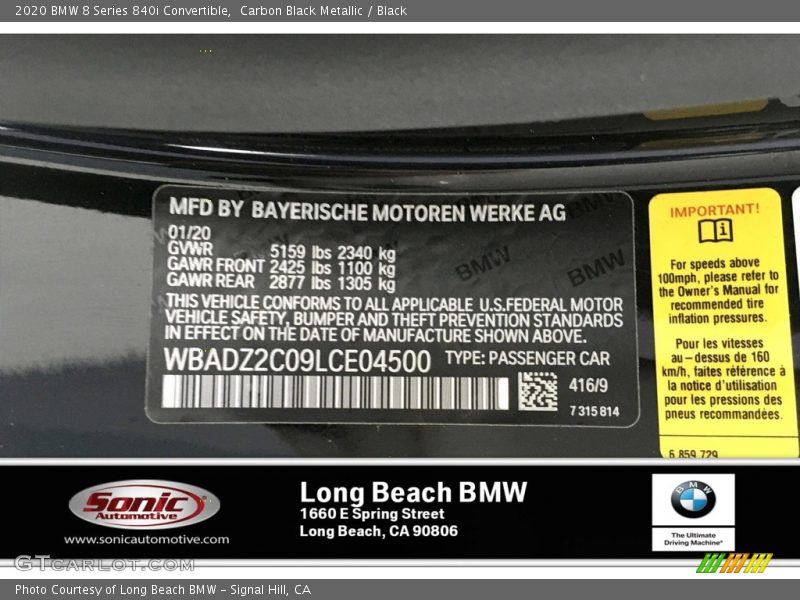 2020 BMW 8 Series 840i Convertible,  Carbon Black Metallic / Black
MFD BY BAYERISCHE MOTOREN WERKE AG
01/20
GVWR 5159 lbs 2340 kg
GAWR FRONT 2425 lbs 1100 kg
GAWR REAR 2877 lbs 1305 kg
THIS VEHICLE CONFORMS TO ALL APPLICABLE U.S.FEDERAL MOTOR
VEHICLE SAFETY, BUMPER AND THEFT PREVENTION STANDARDS
IN EFFECT ON THE DATE OF MANUFACTURE SHOWN ABOVE.
WBADZ2C09LCE04500 TYPE: PASSENGER CAR
416/9
7 315 814
BMW
BMW
BMW
IMPORTANT!
For speeds above
100mph, please refer to
the Owner's Manual for
recommended tire
inflation pressures.
Pour les vitesses
au-dessus de 160
km/h, faites référence à
la notice d'utilisation
pour les pressions des
pneus recommandées.
6 859 729
Sonic
Automotive
www.sonicautomotive.com
Long Beach BMW
1660 E Spring Street
Long Beach, CA 90806
BMW
The Ultimate
Driving Machine®
GTcarlot.com
Photo Courtesy of Long Beach BMW – Signal Hill, CA